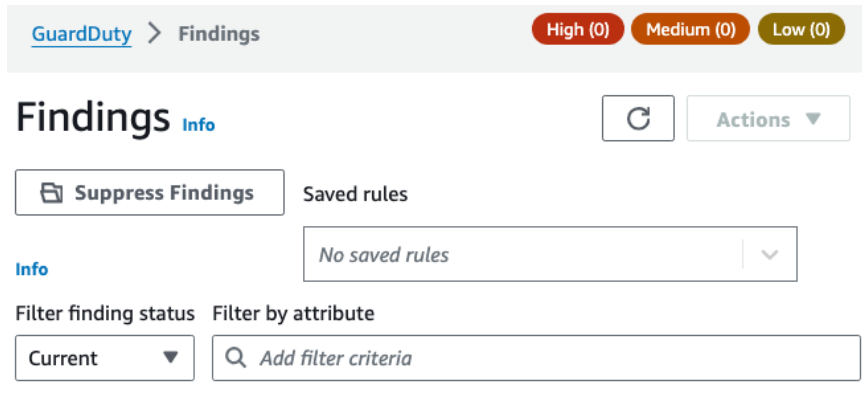 GuardDuty > Findings High (0) Medium (0) Low (0)
Findings Info Actions
Suppress Findings Saved rules
No saved rules
Info
Filter finding status Filter by attribute
Current Add filter criteria